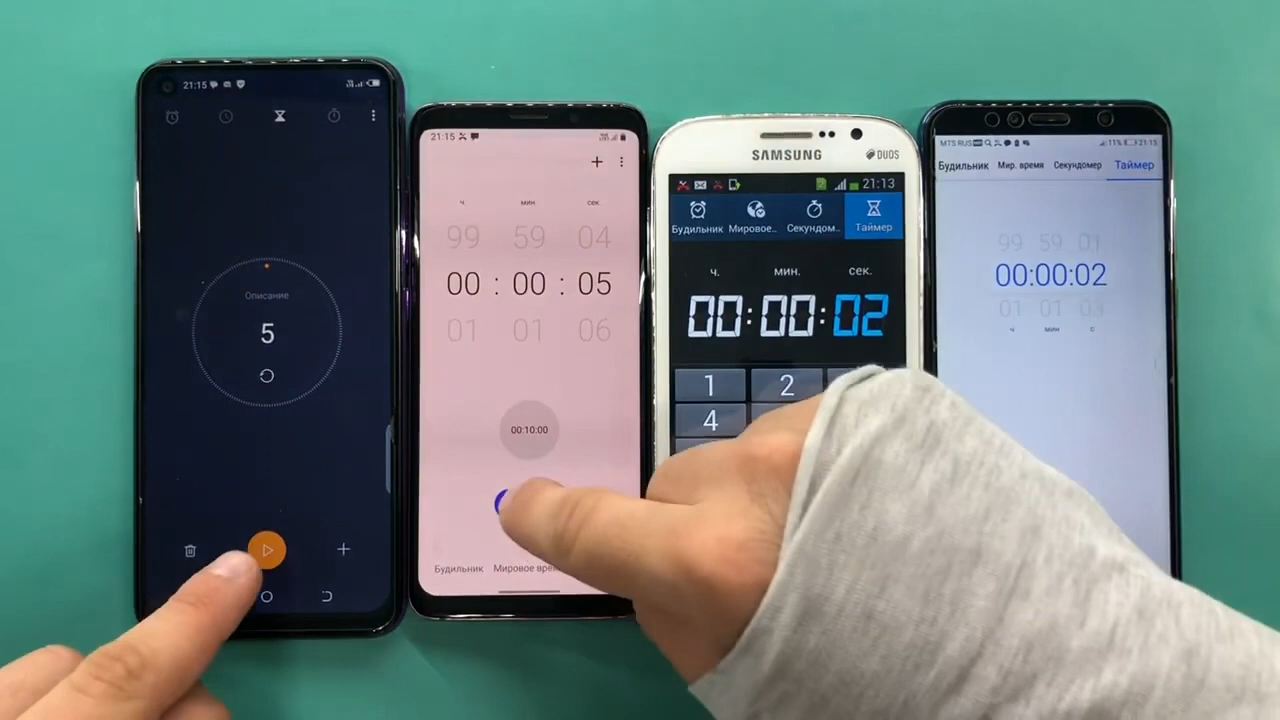 21:15
Описание
5
21:15
ч мин сек
99 59 04
00 : 00 : 05
01 01 06
00:10:00
Будильник Мировое
SAMSUNG
DUOS
21:13
Будильник Мировое.. Секундом.. Таймер
ч. мин. сек.
00:00:02
1 2
4
MTS RUS 11% 21:15
Будильник Мир. время Секундомер Таймер
99 59 01
00:00:02
01 01 03
ч мин с